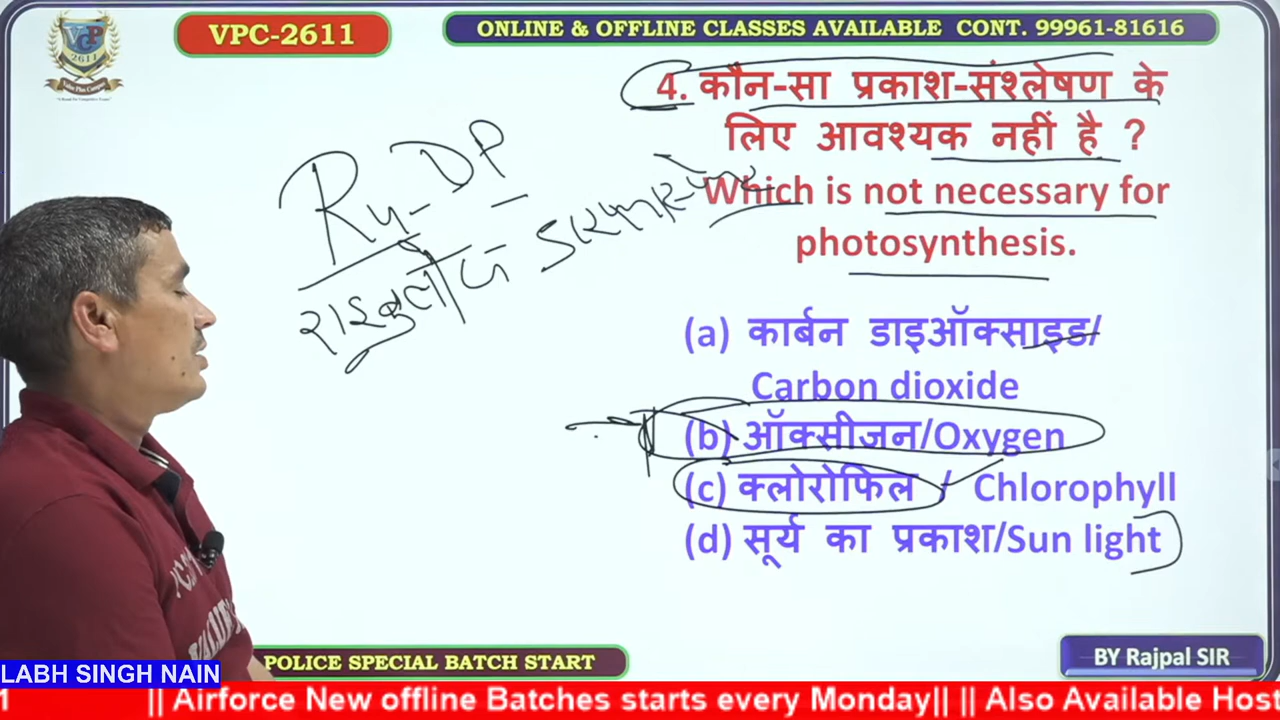 VPC-2611
ONLINE & OFFLINE CLASSES AVAILABLE CONT. 99961-81616
4. कौन-सा प्रकाश-संश्लेषण के
लिए आवश्यक नहीं है ?
Which is not necessary for
photosynthesis.
(a) कार्बन डाइऑक्साइड/
Carbon dioxide
(b) ऑक्सीजन/Oxygen
(c) क्लोरोफिल / Chlorophyll
(d) सूर्य का प्रकाश/Sun light
POLICE SPECIAL BATCH START
BY Rajpal SIR
LABH SINGH NAIN
1 || Airforce New offline Batches starts every Monday|| || Also Available Host